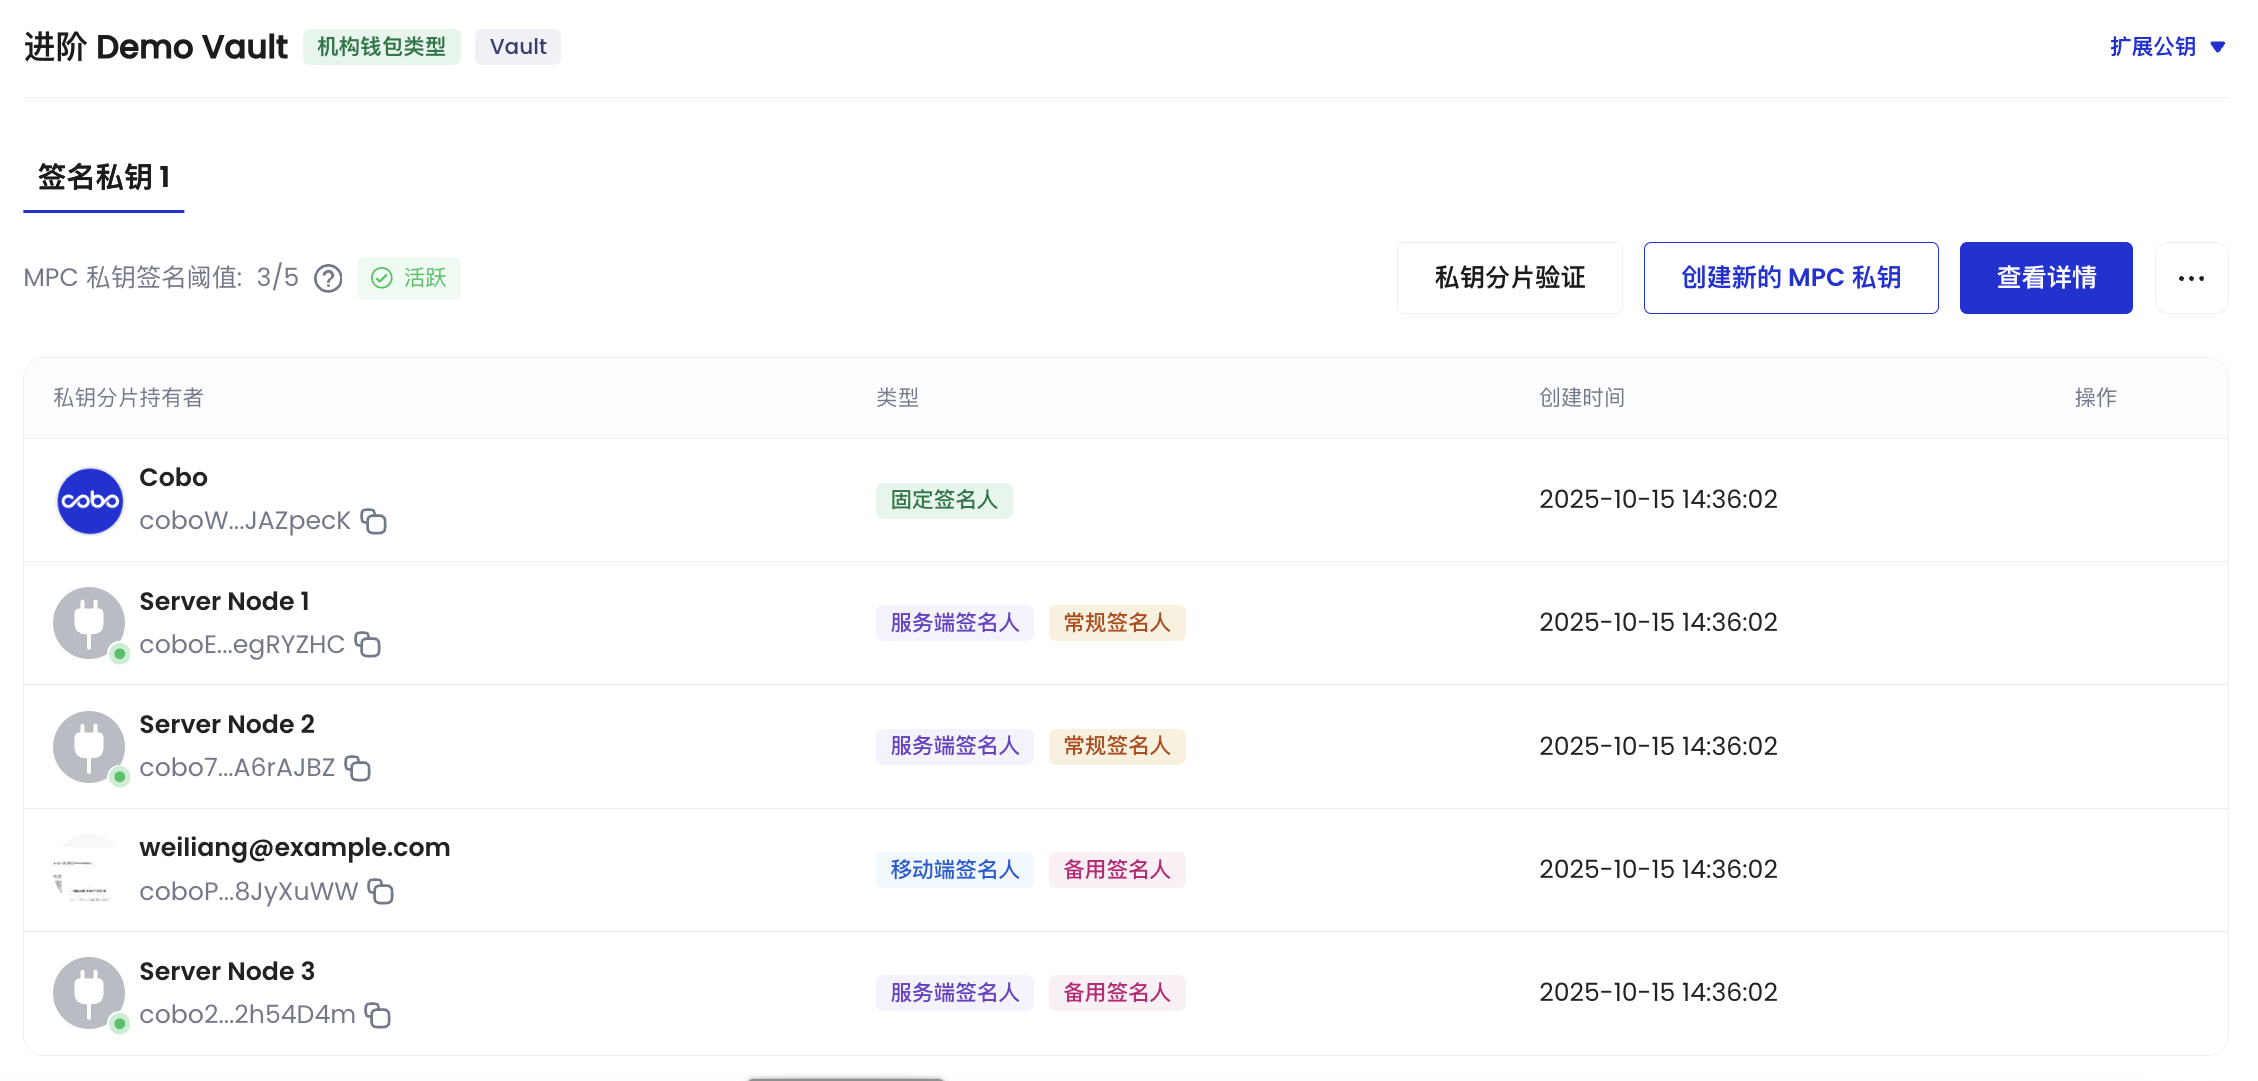 进阶 Demo Vault 机构钱包类型 Vault 扩展公钥
签名私钥 1
MPC 私钥签名阈值: 3/5 活跃 私钥分片验证 创建新的 MPC 私钥 查看详情
私钥分片持有者 类型 创建时间 操作
cobo
Cobo
coboW...JAZpecK
固定签名人 2025-10-15 14:36:02
Server Node 1
coboE...egRYZHC
服务端签名人 常规签名人 2025-10-15 14:36:02
Server Node 2
cobo7...A6rAJBZ
服务端签名人 常规签名人 2025-10-15 14:36:02
weiliang@example.com
coboP...8JyXuWW
移动端签名人 备用签名人 2025-10-15 14:36:02
Server Node 3
cobo2...2h54D4m
服务端签名人 备用签名人 2025-10-15 14:36:02